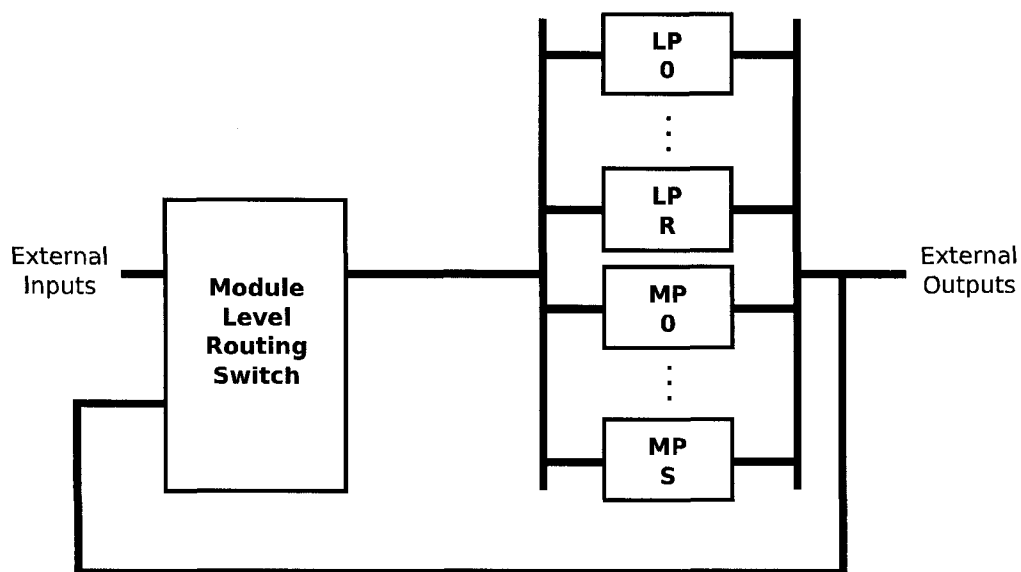 LP
0
LP
R
External
Inputs
Module
Level
Routing
Switch
MP
0
MP
S
External
Outputs